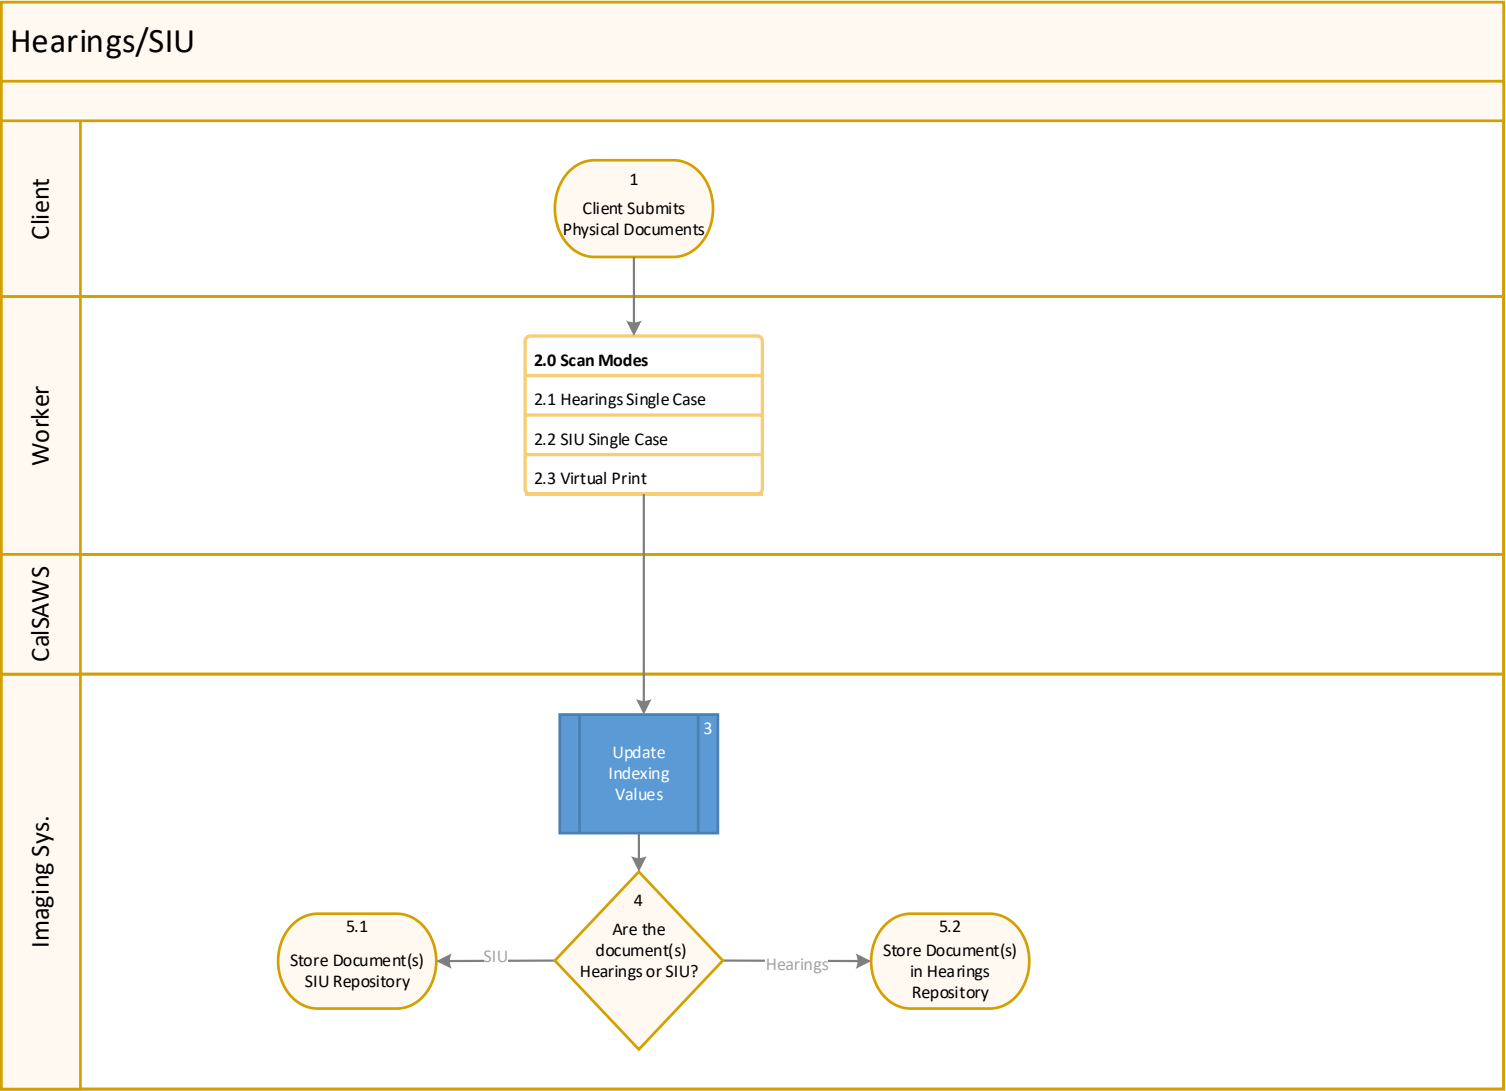 Hearings/SIU
Client
1
Client Submits
Physical Documents
Worker
2.0 Scan Modes
2.1 Hearings Single Case
2.2 SIU Single Case
2.3 Virtual Print
CalSAWS
Imaging Sys.
3
Update
Indexing
Values
4
Are the
document(s)
Hearings or SIU?
SIU
Hearings
5.1
Store Document(s)
SIU Repository
5.2
Store Document(s)
in Hearings
Repository